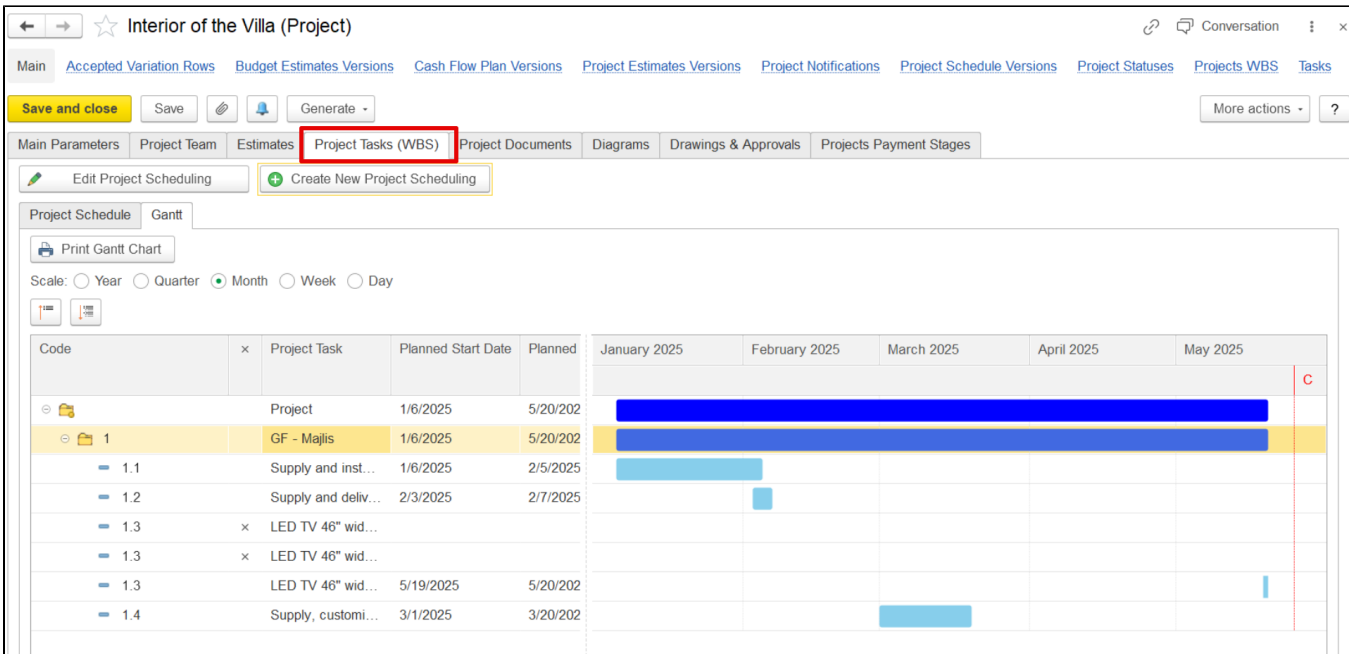 Interior of the Villa (Project) Conversation
Main Accepted Variation Rows Budget Estimates Versions Cash Flow Plan Versions Project Estimates Versions Project Notifications Project Schedule Versions Project Statuses Projects WBS Tasks
Save and close Save Generate More actions ?
Main Parameters Project Team Estimates Project Tasks (WBS) Project Documents Diagrams Drawings & Approvals Projects Payment Stages
Edit Project Scheduling Create New Project Scheduling
Project Schedule Gantt
Print Gantt Chart
Scale: Year Quarter Month Week Day
Code × Project Task Planned Start Date Planned January 2025 February 2025 March 2025 April 2025 May 2025
C
Project 1/6/2025 5/20/202
1 GF - Majlis 1/6/2025 5/20/202
1.1 Supply and inst... 1/6/2025 2/5/2025
1.2 Supply and deliv... 2/3/2025 2/7/2025
1.3 × LED TV 46" wid...
1.3 × LED TV 46" wid...
1.3 LED TV 46" wid... 5/19/2025 5/20/202
1.4 Supply, customi... 3/1/2025 3/20/202